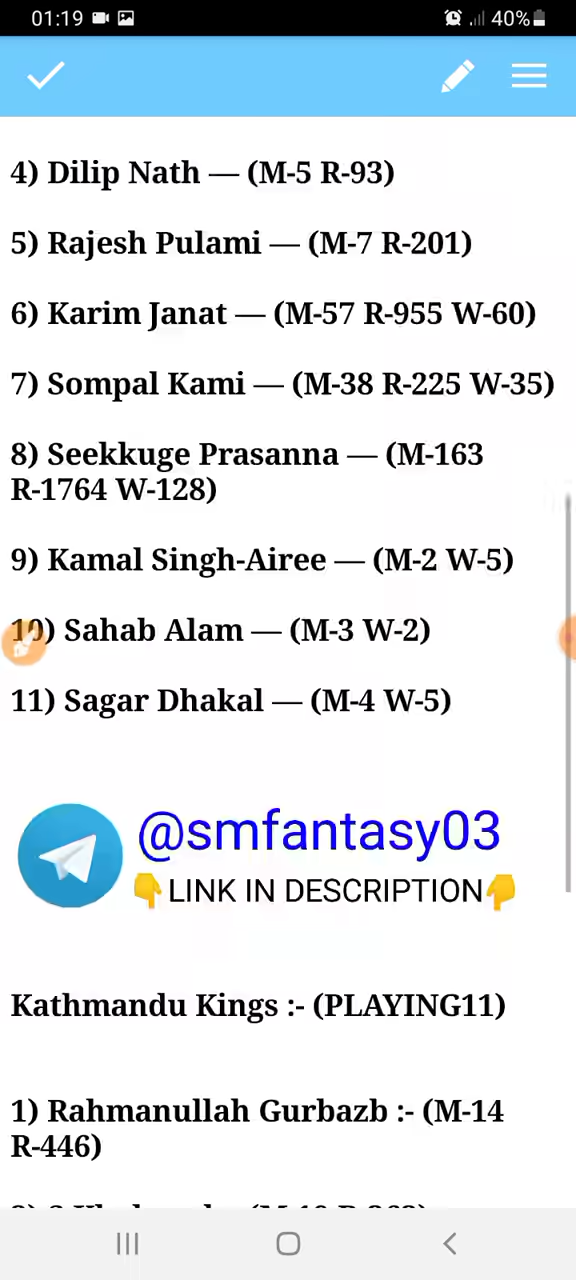 01:19 40%
4) Dilip Nath — (M-5 R-93)
5) Rajesh Pulami — (M-7 R-201)
6) Karim Janat — (M-57 R-955 W-60)
7) Sompal Kami — (M-38 R-225 W-35)
8) Seekkuge Prasanna — (M-163
R-1764 W-128)
9) Kamal Singh-Airee — (M-2 W-5)
10) Sahab Alam — (M-3 W-2)
11) Sagar Dhakal — (M-4 W-5)
@smfantasy03
👇LINK IN DESCRIPTION👇
Kathmandu Kings :- (PLAYING11)
1) Rahmanullah Gurbazb :- (M-14
R-446)